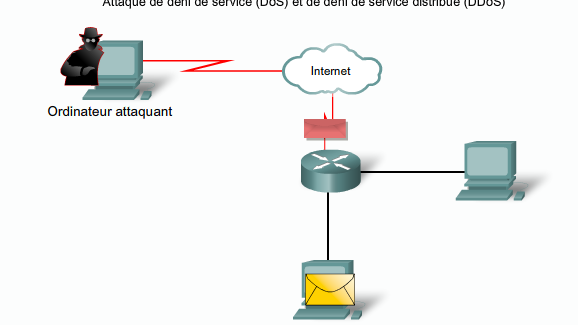 Attaque de déni de service (DoS) et de déni de service distribué (DDoS)
Internet
Ordinateur attaquant